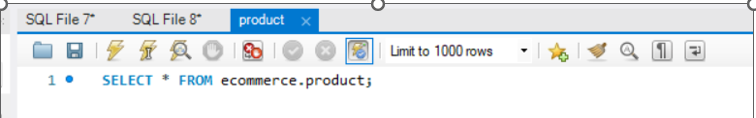 SQL File 7* SQL File 8* product
Limit to 1000 rows
1 SELECT * FROM ecommerce.product;